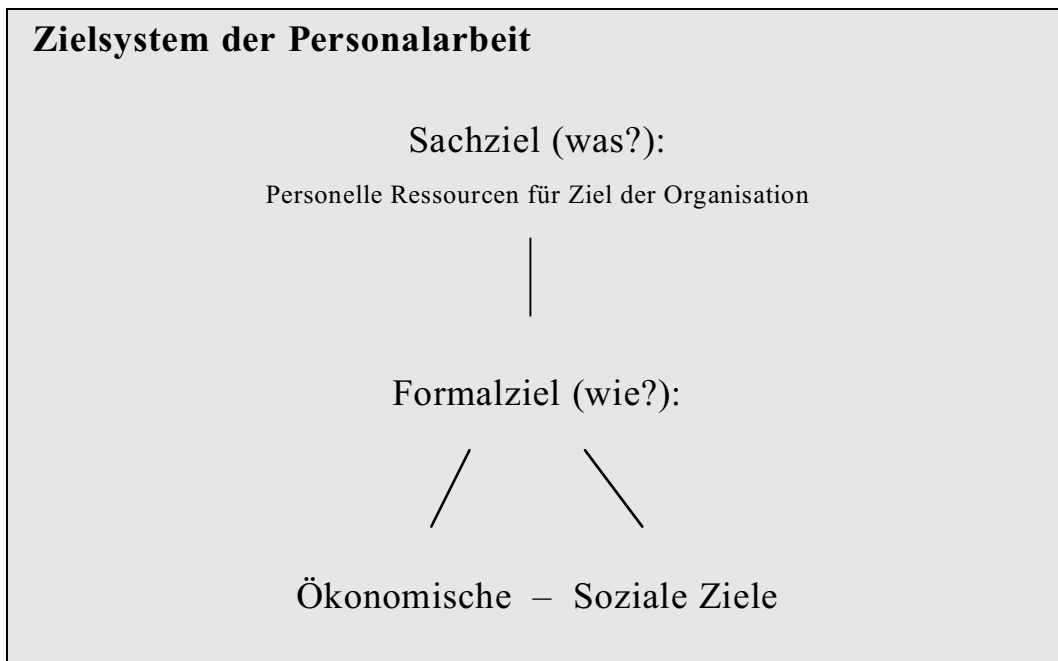 Zielsystem der Personalarbeit
Sachziel (was?):
Personelle Ressourcen für Ziel der Organisation
Formalziel (wie?):
Ökonomische – Soziale Ziele